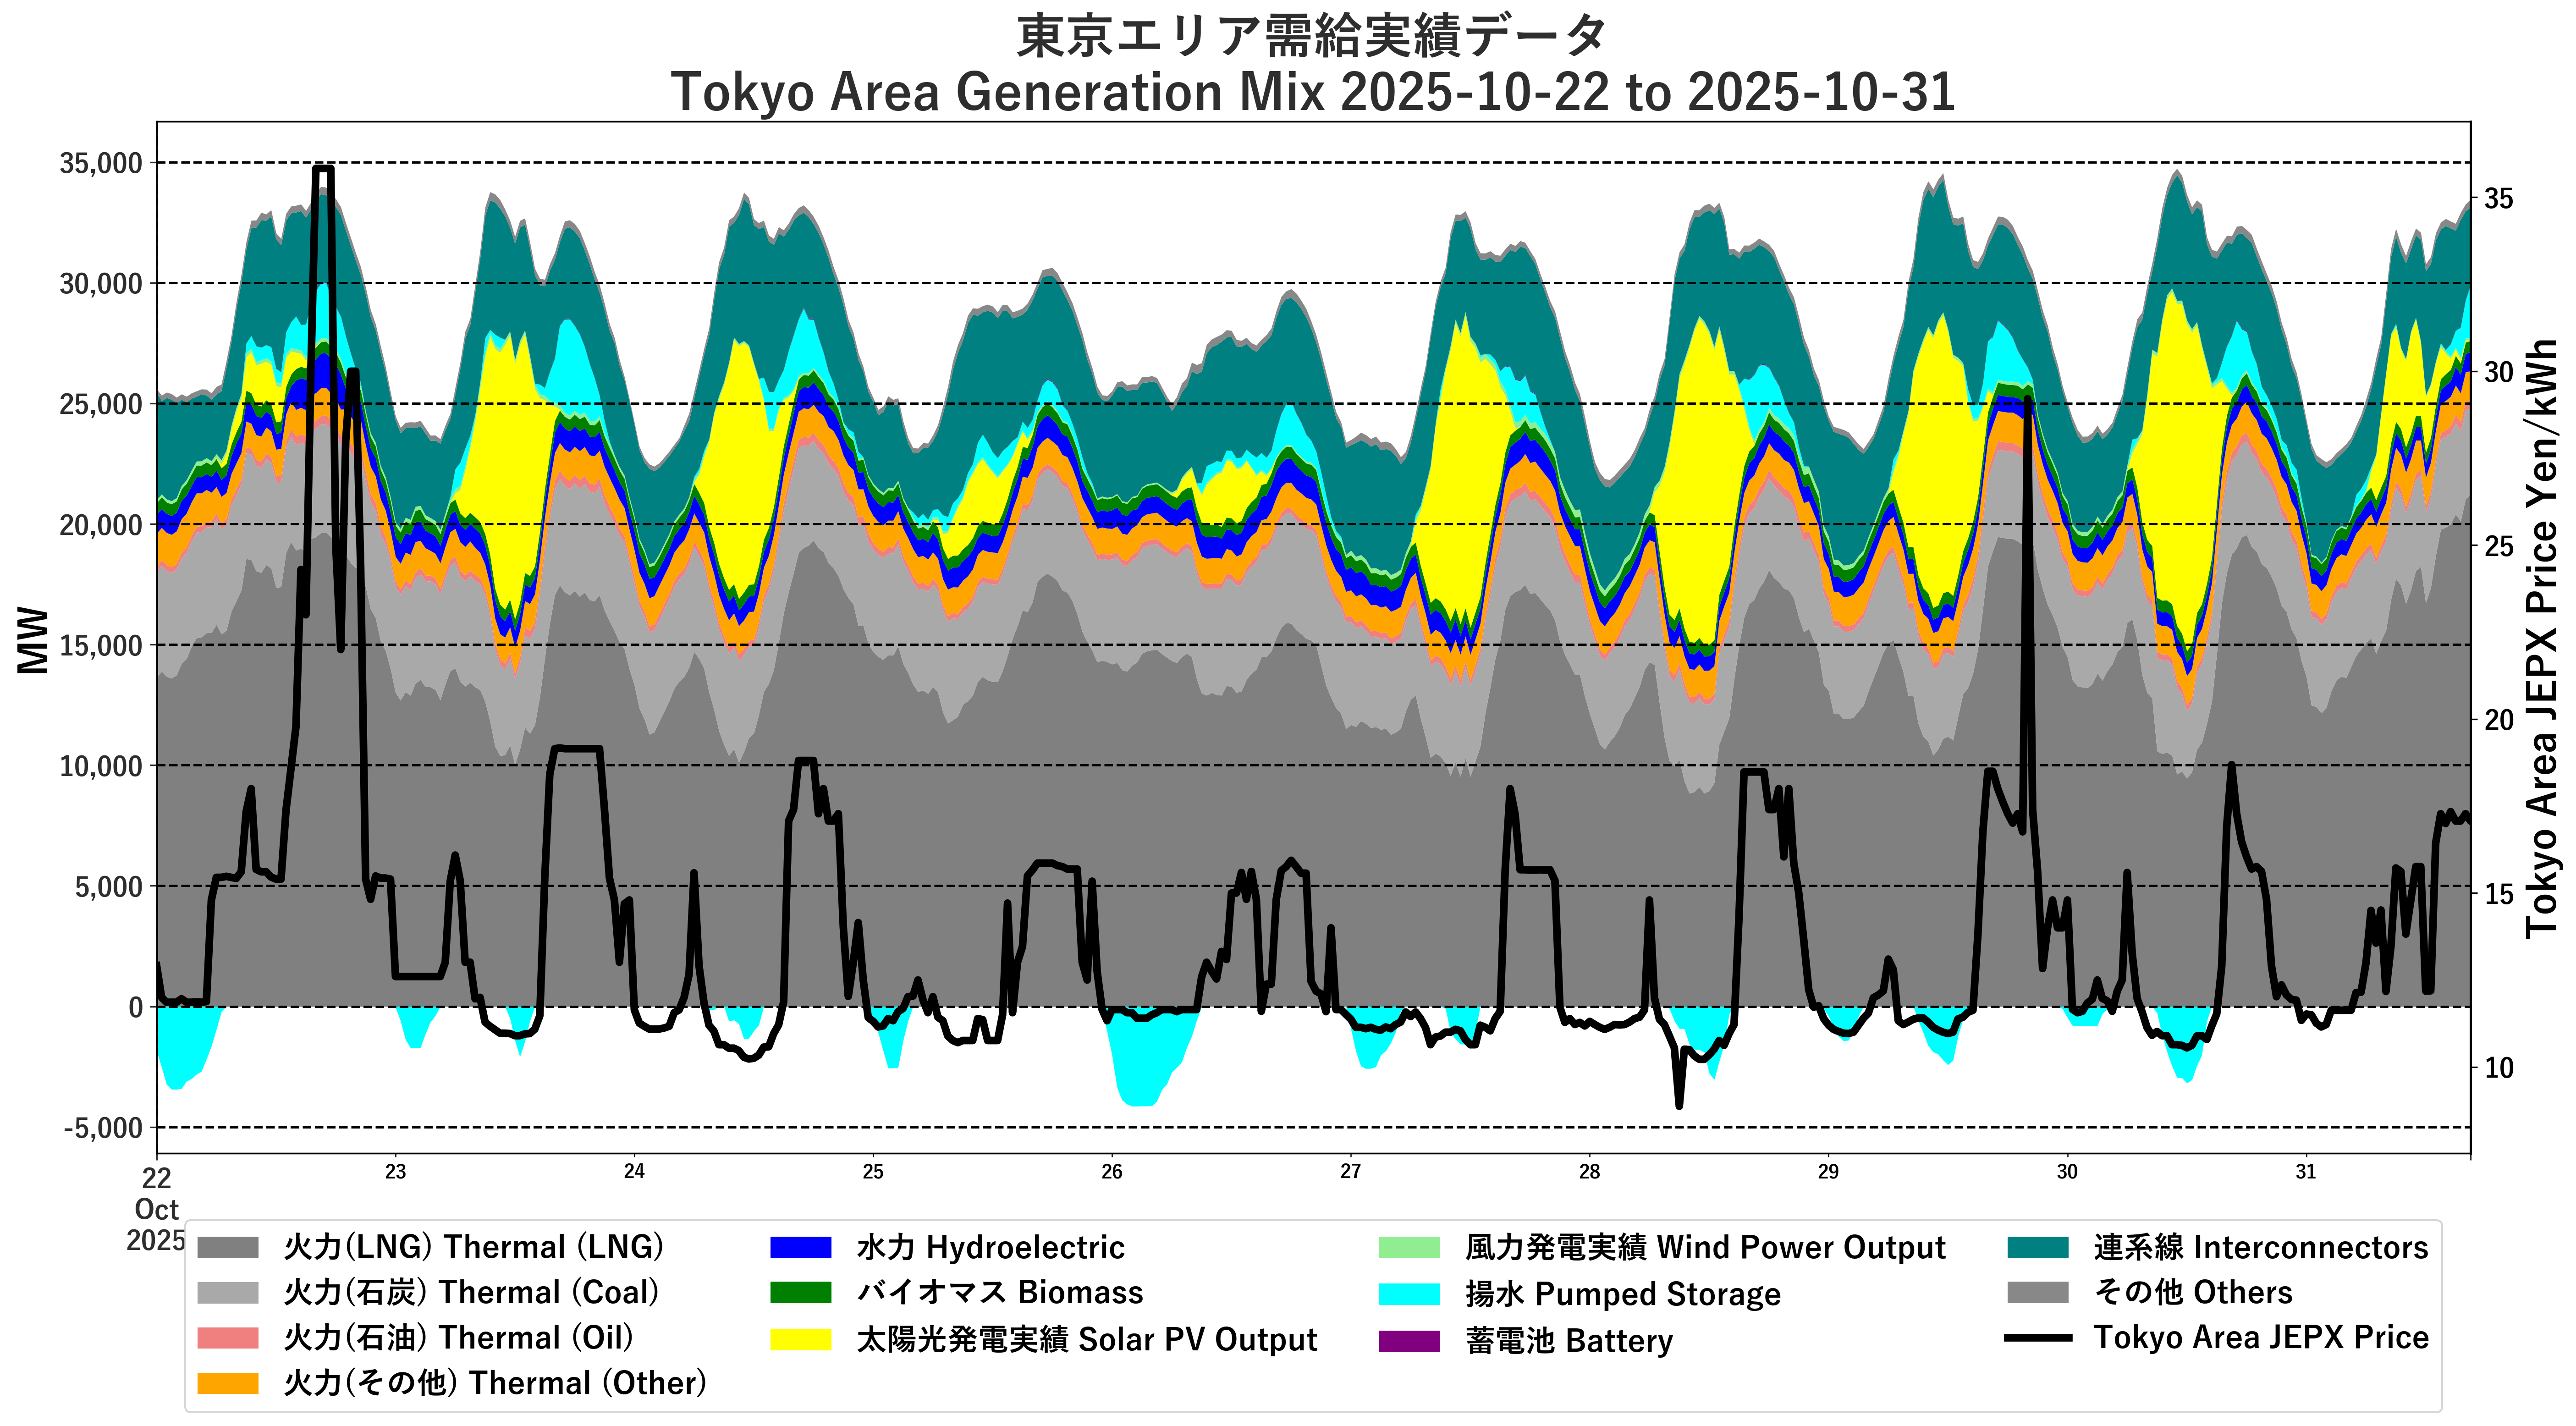 東京エリア需給実績データ
Tokyo Area Generation Mix 2025-10-22 to 2025-10-31
MW
35,000
30,000
25,000
20,000
15,000
10,000
5,000
0
-5,000
35
30
25
20
15
10
Tokyo Area JEPX Price Yen/kWh
22
Oct
2025
23
24
25
26
27
28
29
30
31
火力(LNG) Thermal (LNG)
火力(石炭) Thermal (Coal)
火力(石油) Thermal (Oil)
火力(その他) Thermal (Other)
水力 Hydroelectric
バイオマス Biomass
太陽光発電実績 Solar PV Output
風力発電実績 Wind Power Output
揚水 Pumped Storage
蓄電池 Battery
連系線 Interconnectors
その他 Others
Tokyo Area JEPX Price